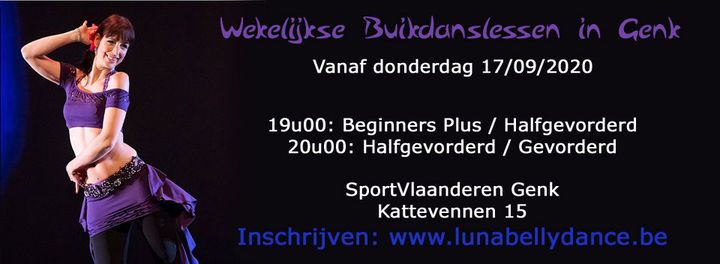 Wekelijkse Buikdanslessen in Genk
Vanaf donderdag 17/09/2020
19u00: Beginners Plus / Halfgevorderd
20u00: Halfgevorderd / Gevorderd
SportVlaanderen Genk
Kattevennen 15
Inschrijven: www.lunabellydance.be